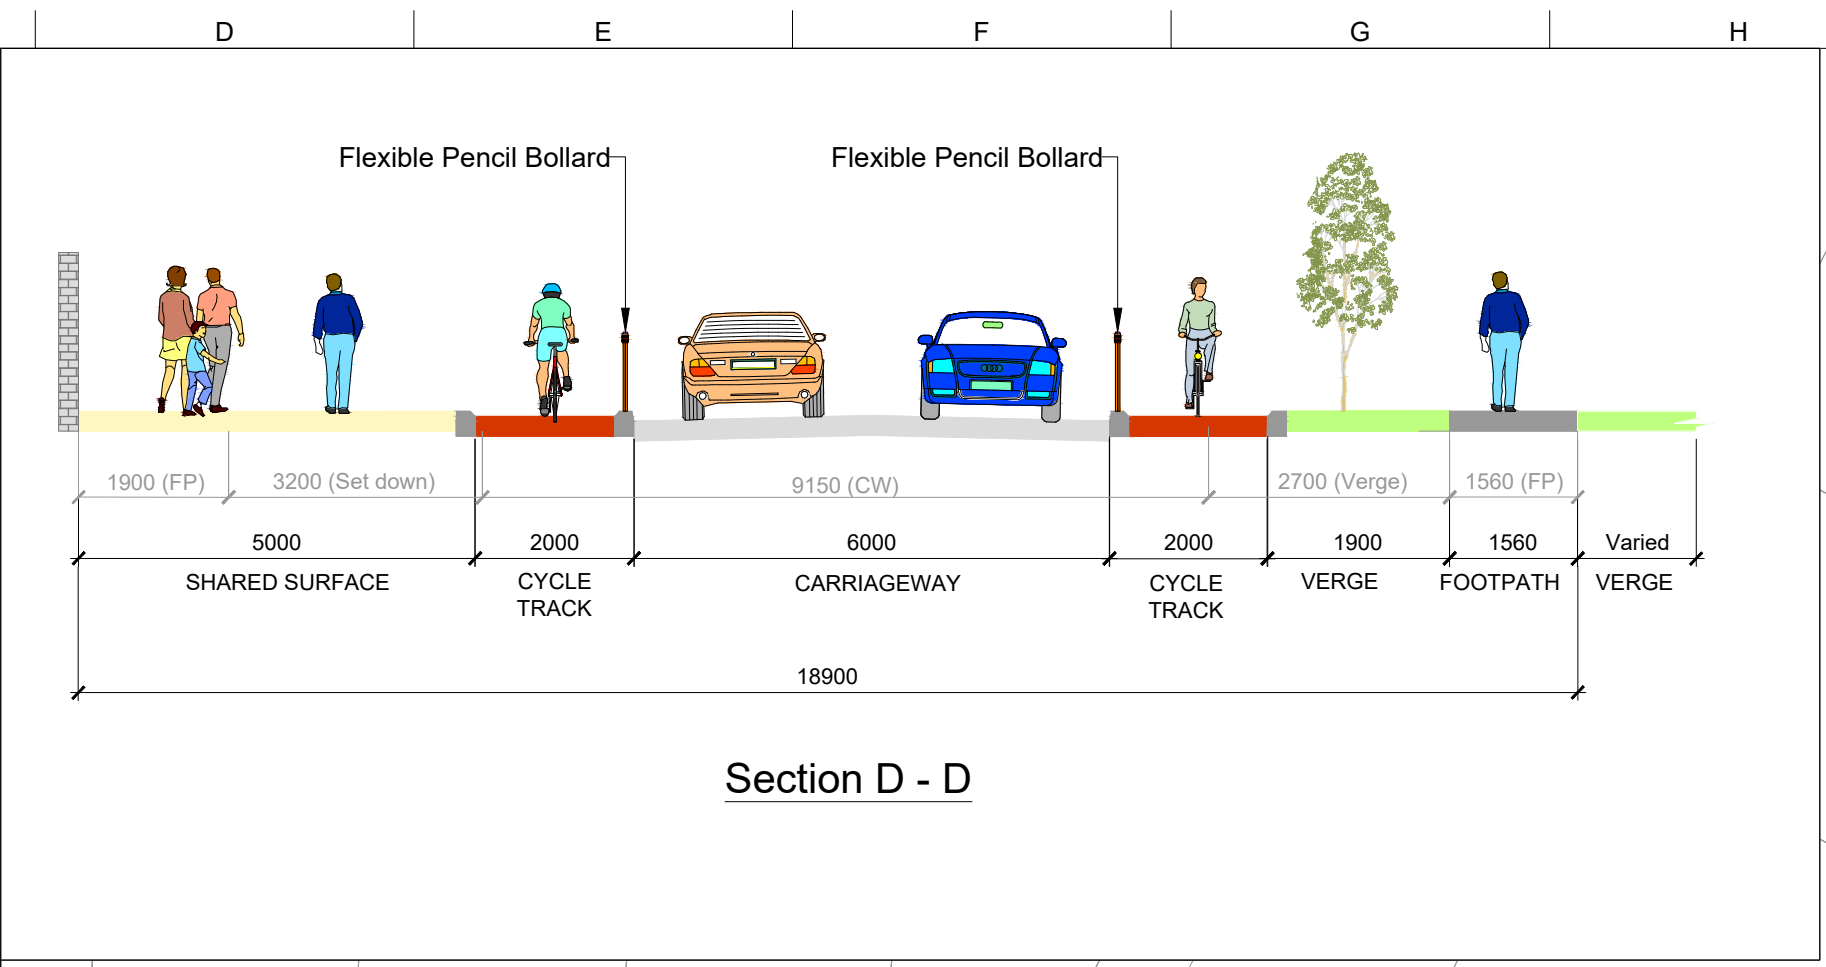 D E F G H
Flexible Pencil Bollard Flexible Pencil Bollard
1900 (FP) 3200 (Set down) 9150 (CW) 2700 (Verge) 1560 (FP)
5000 2000 6000 2000 1900 1560 Varied
SHARED SURFACE CYCLE CARRIAGEWAY CYCLE VERGE FOOTPATH VERGE
TRACK TRACK
18900
Section D - D